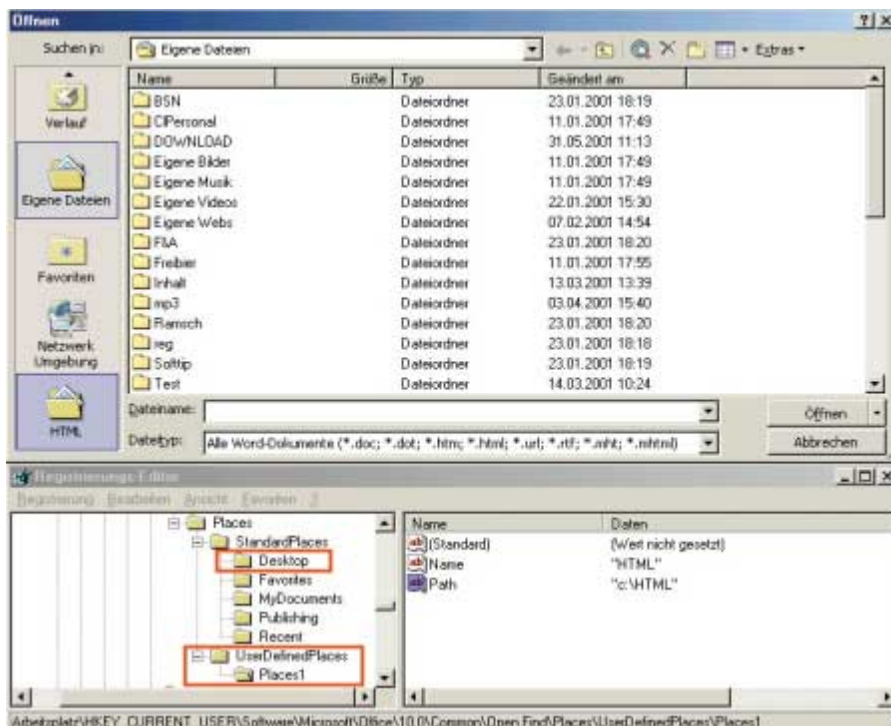 Öffnen
Suchen in:
Eigene Dateien
Extras
Name Größe Typ Geändert am
BSN Dateiordner 23.01.2001 18:19
CIPersonal Dateiordner 11.01.2001 17:49
DOWNLOAD Dateiordner 31.05.2001 11:13
Eigene Bilder Dateiordner 11.01.2001 17:49
Eigene Musik Dateiordner 11.01.2001 17:49
Eigene Videos Dateiordner 22.01.2001 15:30
Eigene Webs Dateiordner 07.02.2001 14:54
F&A Dateiordner 23.01.2001 18:20
Freibier Dateiordner 11.01.2001 17:55
Inhalt Dateiordner 13.03.2001 13:39
mp3 Dateiordner 03.04.2001 15:40
Ramsch Dateiordner 23.01.2001 18:20
reg Dateiordner 23.01.2001 18:18
Softtip Dateiordner 23.01.2001 18:19
Test Dateiordner 14.03.2001 10:24
Verlauf
Eigene Dateien
Favoriten
Netzwerk
Umgebung
HTML
Dateiname:
Öffnen
Dateityp: Alle Word-Dokumente (*.doc; *.dot; *.htm; *.html; *.url; *.rtf; *.mht; *.mhtml)
Abbrechen
Registrierungs-Editor
Registrierung Bearbeiten Ansicht Favoriten ?
Places
StandardPlaces
Desktop
Favorites
MyDocuments
Publishing
Recent
UserDefinedPlaces
Places1
Name Daten
(Standard) (Wert nicht gesetzt)
Name "HTML"
Path "c:\HTML"
Arbeitsplatz\HKEY_CURRENT_USER\Software\Microsoft\Office\10.0\Common\Open Find\Places\UserDefinedPlaces\Places1